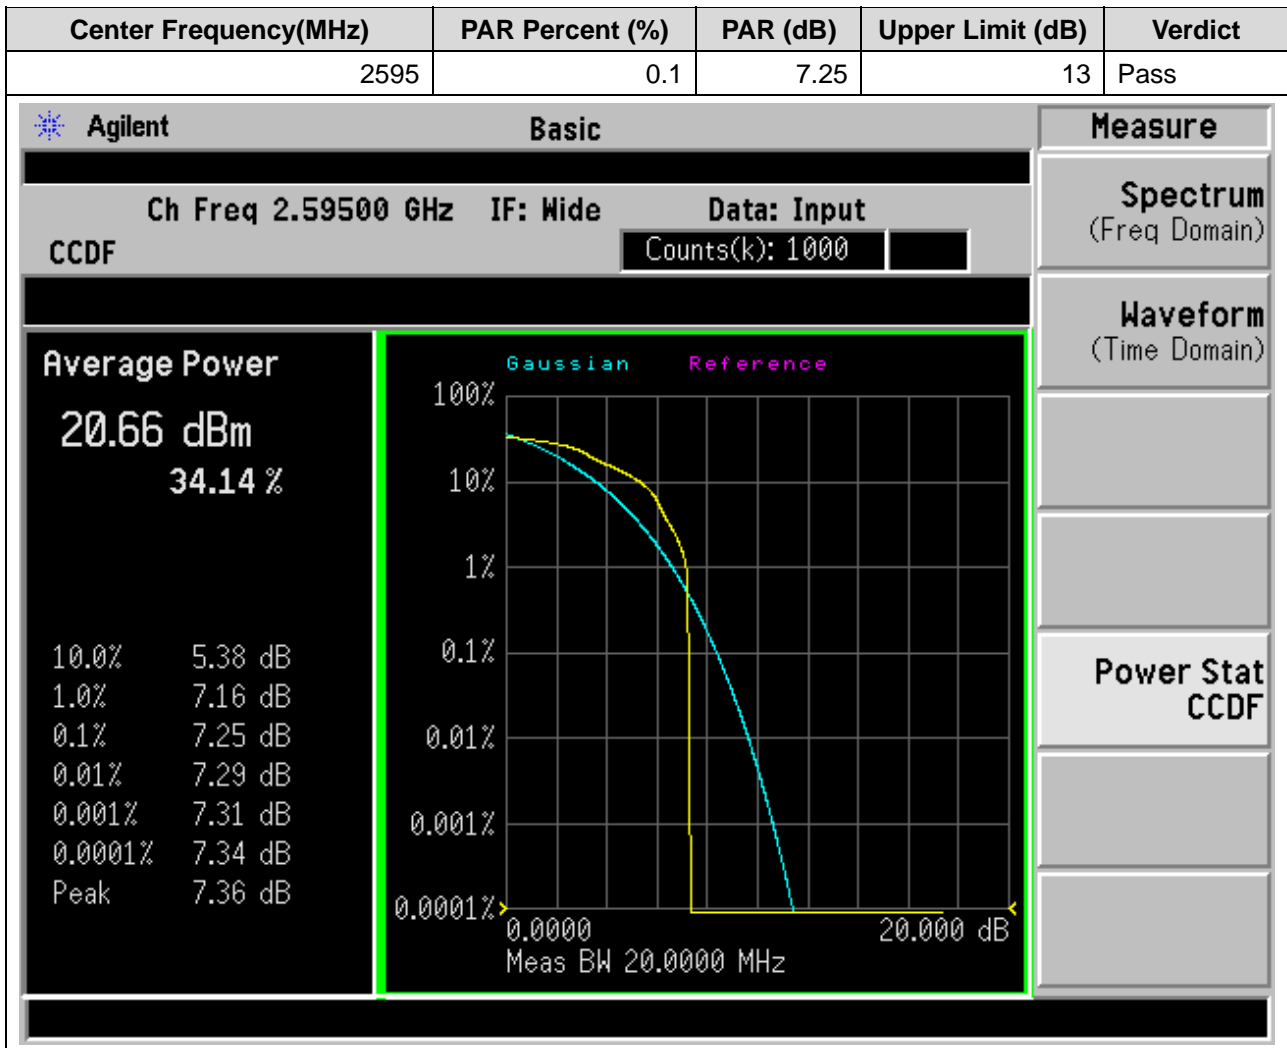 Center Frequency(MHz) PAR Percent (%) PAR (dB) Upper Limit (dB) Verdict
2595 0.1 7.25 13 Pass
Agilent Basic Measure
Ch Freq 2.59500 GHz IF: Wide Data: Input
CCDF Counts(k): 1000
Average Power
20.66 dBm
34.14 %
10.0% 5.38 dB
1.0% 7.16 dB
0.1% 7.25 dB
0.01% 7.29 dB
0.001% 7.31 dB
0.0001% 7.34 dB
Peak 7.36 dB
Gaussian Reference
100%
10%
1%
0.1%
0.01%
0.001%
0.0001%
0.0000 20.000 dB
Meas BW 20.0000 MHz
Spectrum
(Freq Domain)
Waveform
(Time Domain)
Power Stat
CCDF